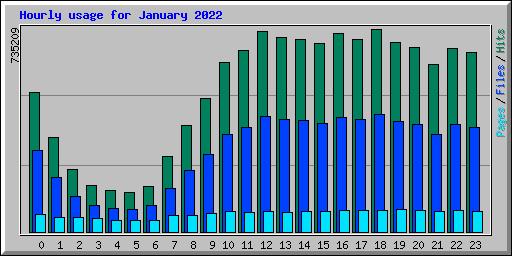 Hourly usage for January 2022
735209
Pages / Files / Hits
0 1 2 3 4 5 6 7 8 9 10 11 12 13 14 15 16 17 18 19 20 21 22 23